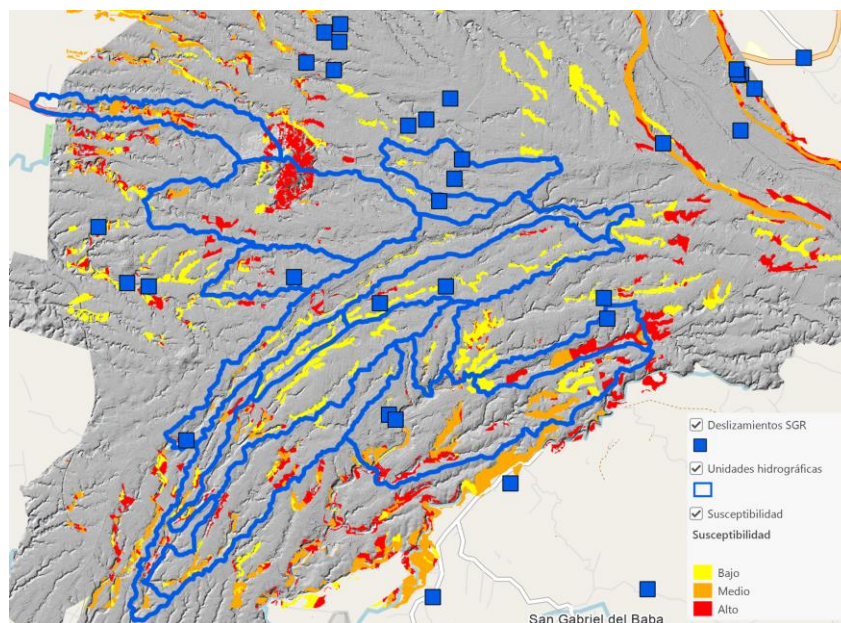 Deslizamientos SGR
Unidades hidrográficas
Susceptibilidad
Susceptibilidad
Bajo
Medio
Alto
San Gabriel del Baba